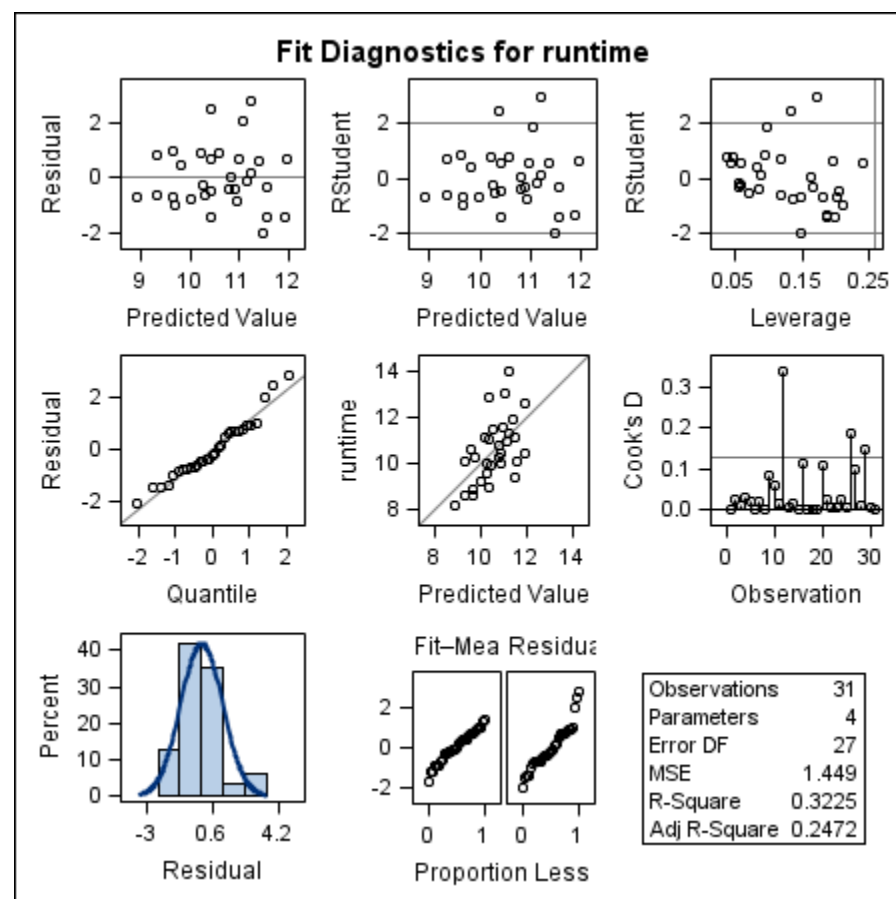 Fit Diagnostics for runtime
Residual
2
0
-2
9 10 11 12
Predicted Value
RStudent
2
0
-2
9 10 11 12
Predicted Value
RStudent
2
0
-2
0.05 0.15 0.25
Leverage
Residual
2
0
-2
-2 -1 0 1 2
Quantile
runtime
14
12
10
8
8 10 12 14
Predicted Value
Cook's D
0.3
0.2
0.1
0.0
0 10 20 30
Observation
Percent
40
30
20
10
0
-3 0.6 4.2
Residual
Fit–Mea Residua
2
0
-2
0 1 0 1
Proportion Less
Observations 31
Parameters 4
Error DF 27
MSE 1.449
R-Square 0.3225
Adj R-Square 0.2472